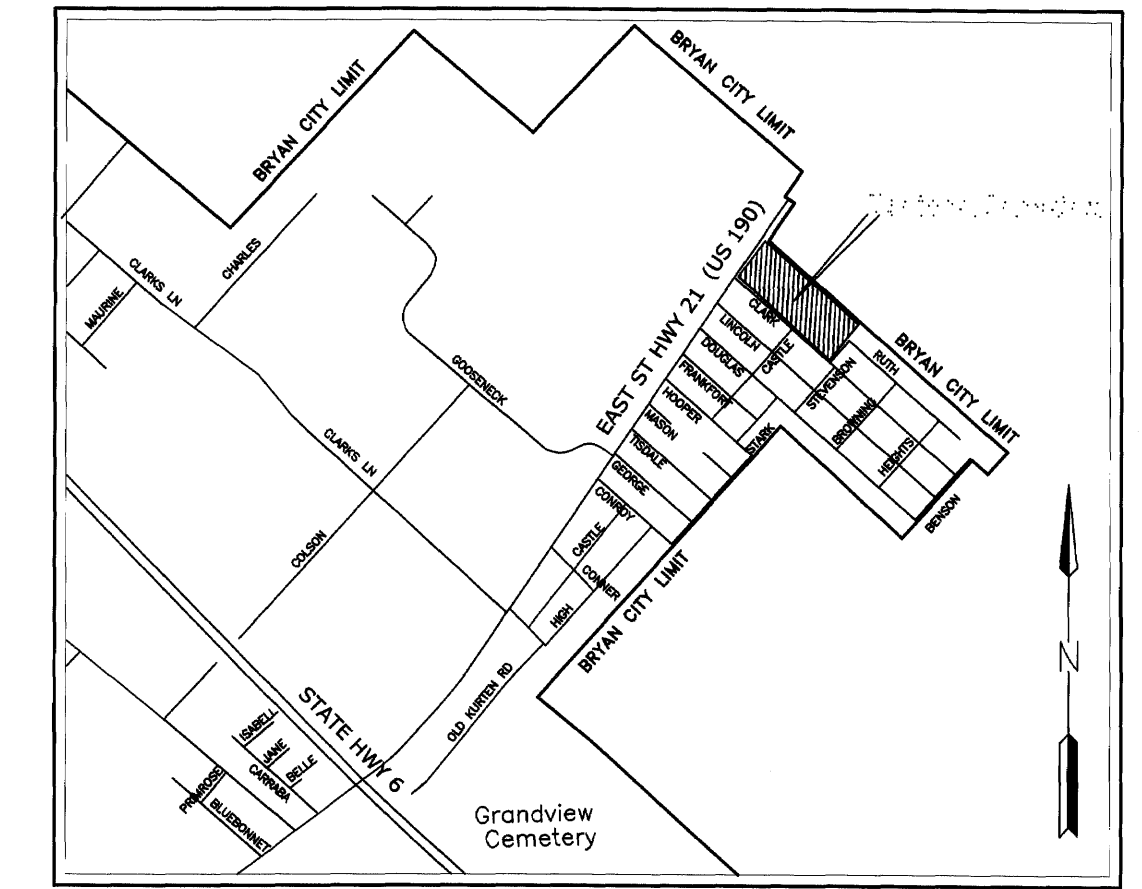 BRYAN CITY LIMIT
BRYAN CITY LIMIT
CHARLES
CLARKS LN
MAURINE
EAST ST HWY 21 (US 190)
CLARK
LINCOLN
DOUGLAS
CASTLE
FRANKFORT
HOOPER
MASON
TISDALE
GEORGE
CONROY
STARK
STEVENSON
RUTH
BROWNING
HEIGHTS
BENSON
BRYAN CITY LIMIT
GOOSENECK
CLARKS LN
COLSON
CASTLE
CONNER
HIGH
BRYAN CITY LIMIT
OLD KURTEN RD
STATE HWY 6
ISABELL
JANE
BELLE
CARRABA
PRIMROSE
BLUEBONNET
Grandview
Cemetery
N